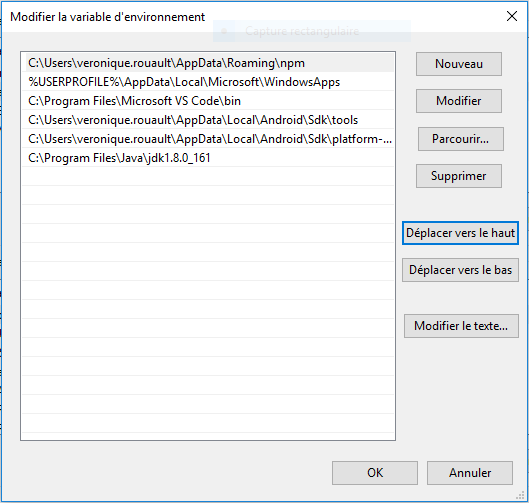 Modifier la variable d'environnement
Capture rectangulaire
C:\Users\veronique.rouault\AppData\Roaming\npm
%USERPROFILE%\AppData\Local\Microsoft\WindowsApps
C:\Program Files\Microsoft VS Code\bin
C:\Users\veronique.rouault\AppData\Local\Android\Sdk\tools
C:\Users\veronique.rouault\AppData\Local\Android\Sdk\platform-...
C:\Program Files\Java\jdk1.8.0_161
Nouveau
Modifier
Parcourir...
Supprimer
Déplacer vers le haut
Déplacer vers le bas
Modifier le texte...
OK
Annuler